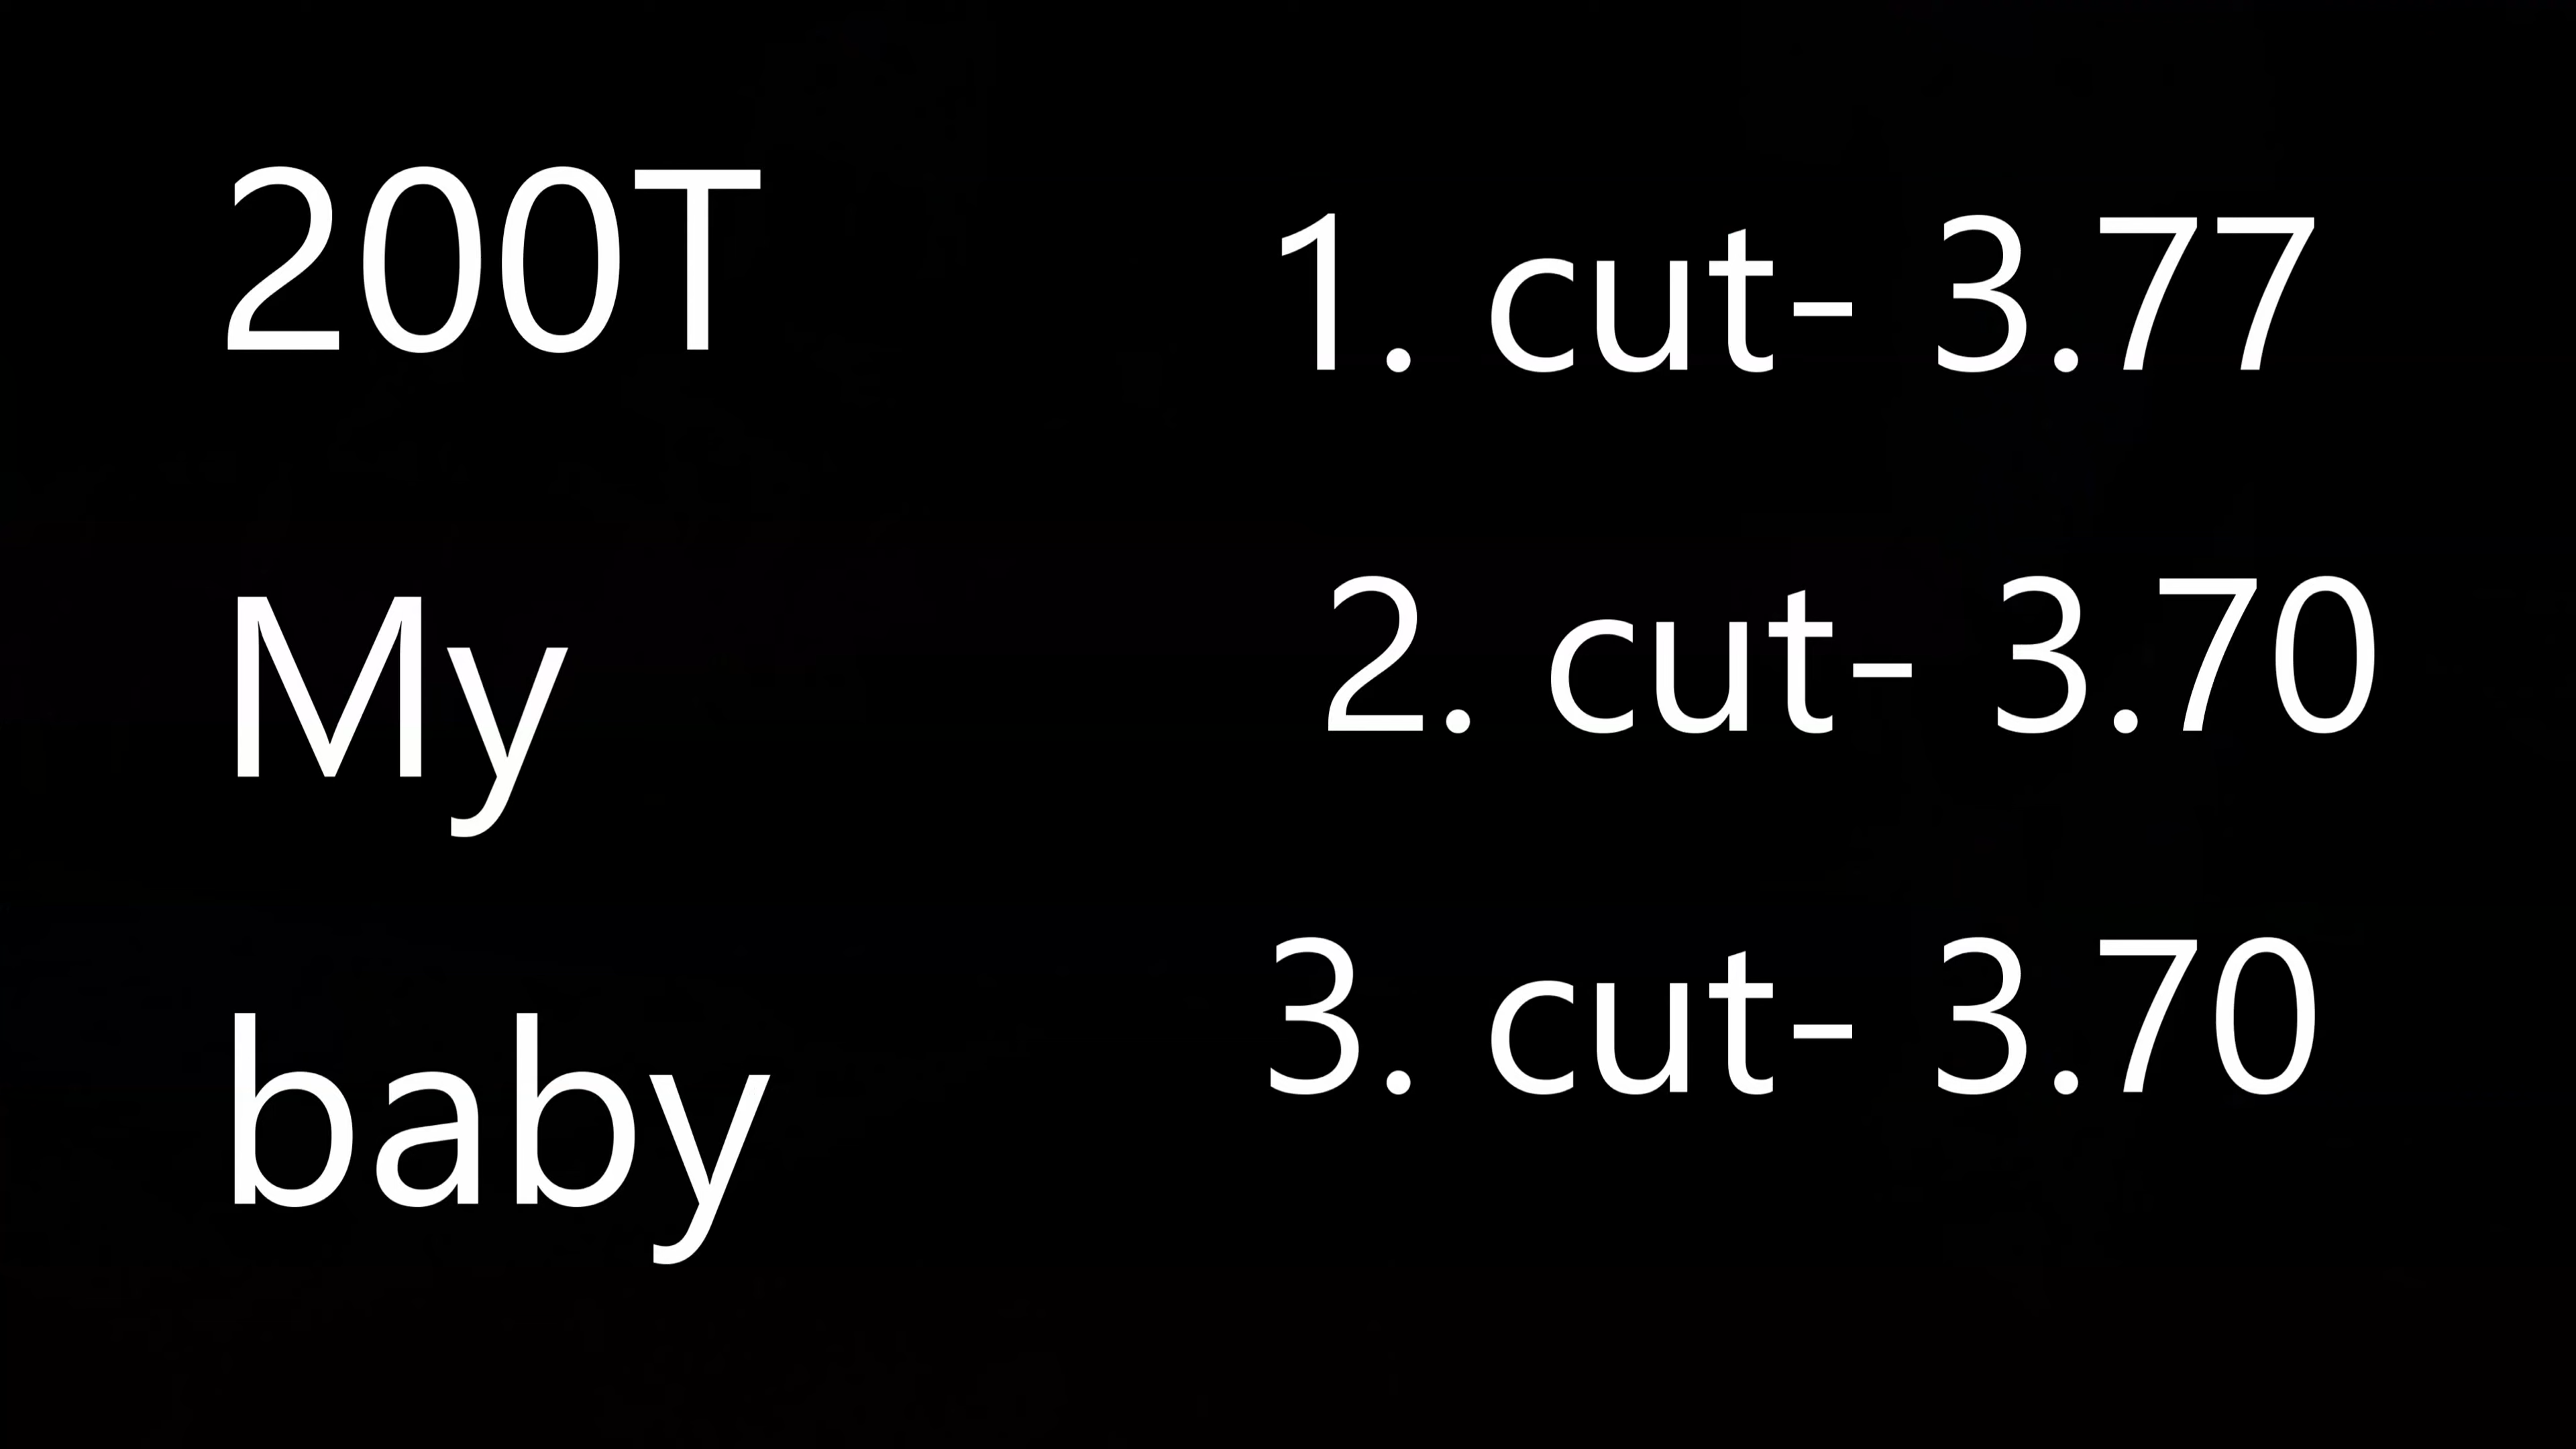 200T
My
baby
1. cut- 3.77
2. cut- 3.70
3. cut- 3.70